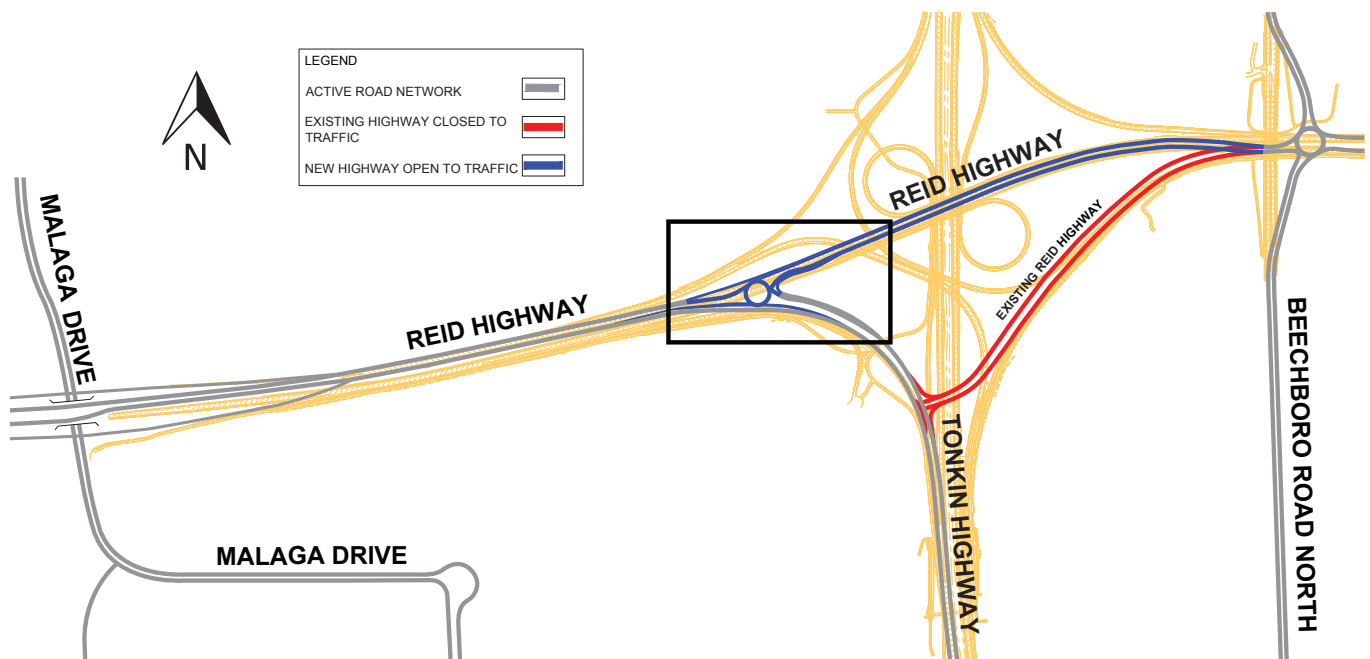 LEGEND
ACTIVE ROAD NETWORK
EXISTING HIGHWAY CLOSED TO
TRAFFIC
NEW HIGHWAY OPEN TO TRAFFIC
N
MALAGA DRIVE
REID HIGHWAY
REID HIGHWAY
EXISTING REID HIGHWAY
TONKIN HIGHWAY
BEECHBORO ROAD NORTH
MALAGA DRIVE